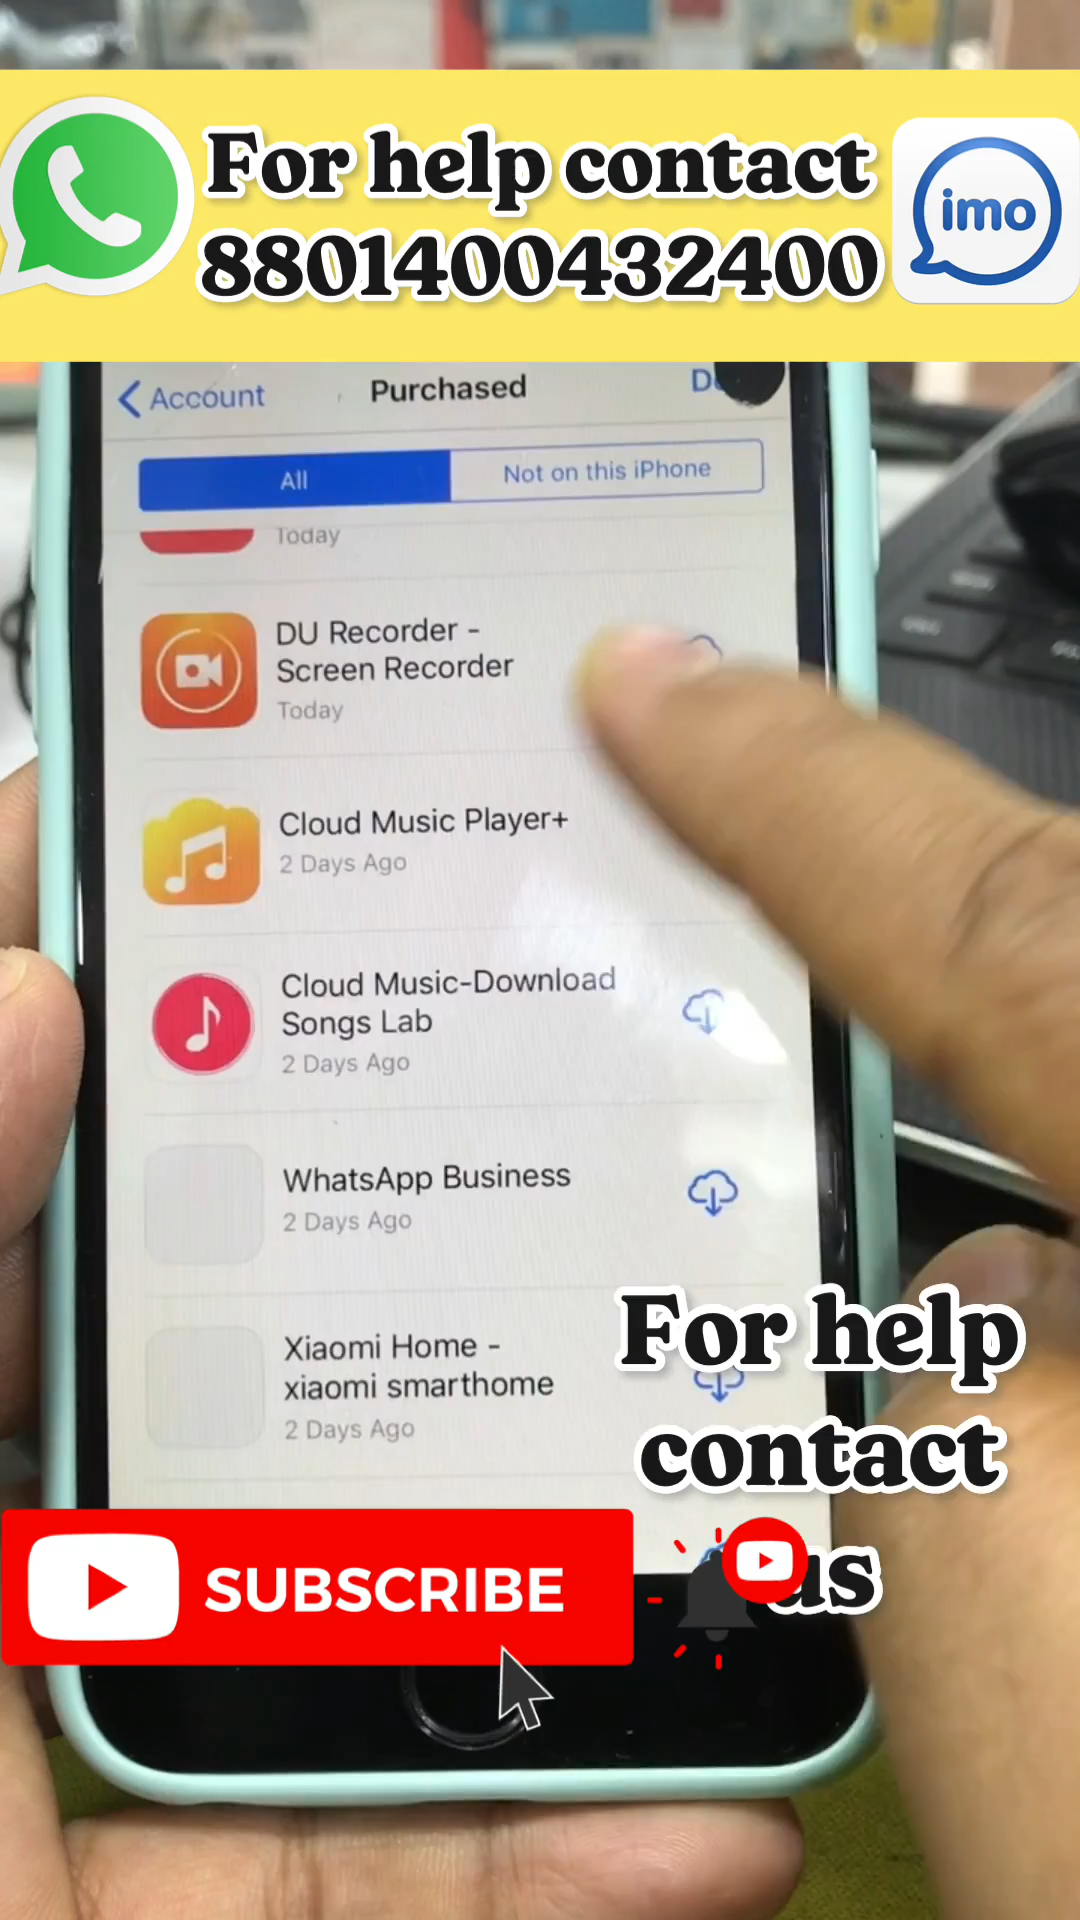 For help contact
8801400432400
imo
Account
Purchased
All
Not on this iPhone
Today
DU Recorder -
Screen Recorder
Today
Cloud Music Player+
2 Days Ago
Cloud Music-Download
Songs Lab
2 Days Ago
WhatsApp Business
2 Days Ago
Xiaomi Home -
xiaomi smarthome
2 Days Ago
For help
contact
us
SUBSCRIBE